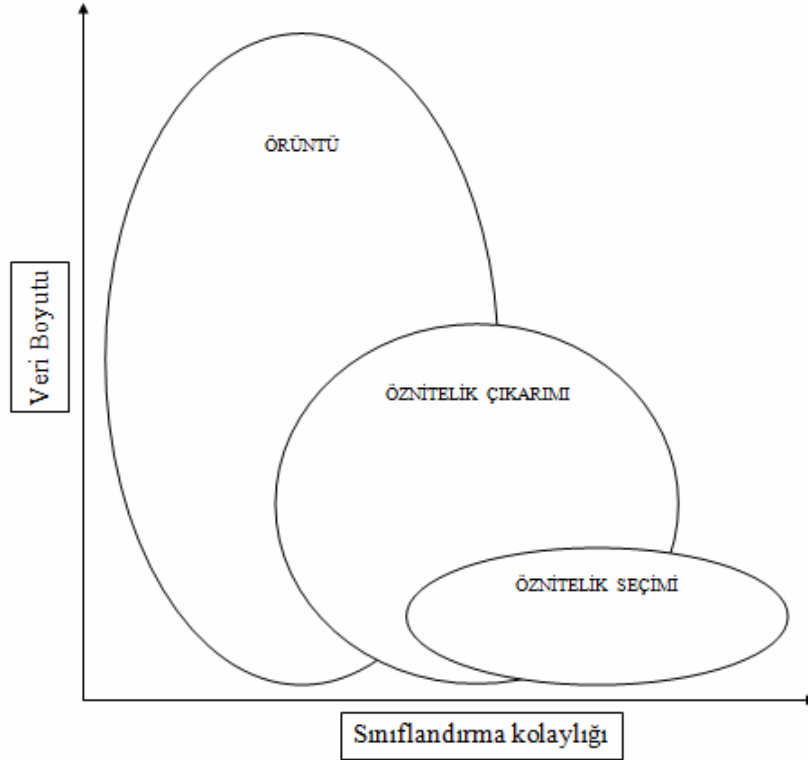 ÖRÜNTÜ
Veri Boyutu
ÖZNİTELİK ÇIKARIMI
ÖZNİTELİK SEÇİMİ
Sınıflandırma kolaylığı